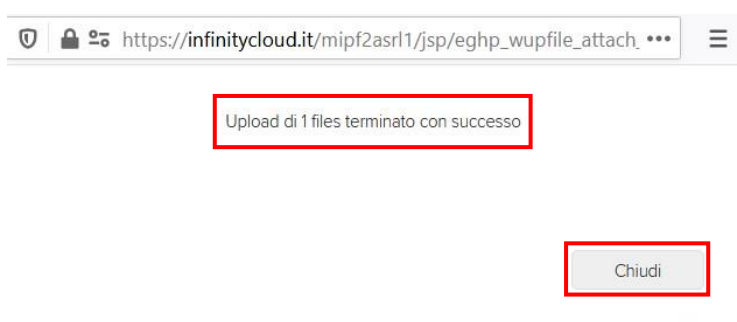 https://infinitycloud.it/mipf2asrl1/jsp/eghp_wupfile_attach_ •••
Upload di 1 files terminato con successo
Chiudi